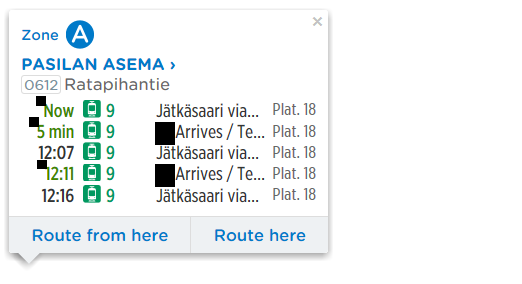 Zone A
PASILAN ASEMA ›
0612 Ratapihantie
Now 9 Jätkäsaari via... Plat. 18
5 min 9 Arrives / Te... Plat. 18
12:07 9 Jätkäsaari via... Plat. 18
12:11 9 Arrives / Te... Plat. 18
12:16 9 Jätkäsaari via... Plat. 18
Route from here Route here